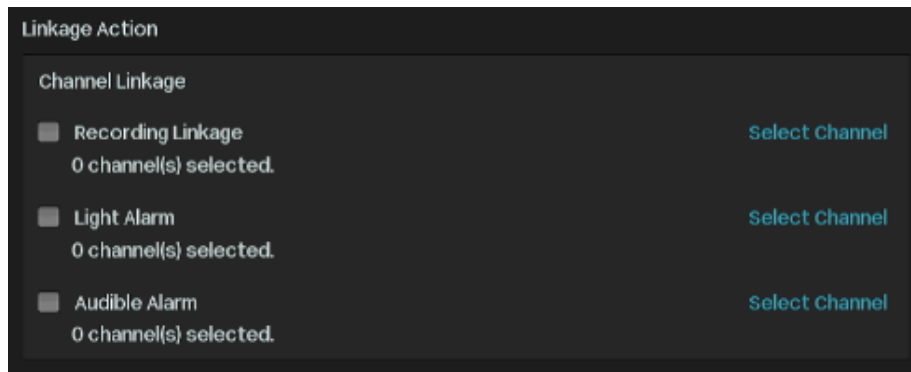 Linkage Action
Channel Linkage
Recording Linkage Select Channel
0 channel(s) selected.
Light Alarm Select Channel
0 channel(s) selected.
Audible Alarm Select Channel
0 channel(s) selected.